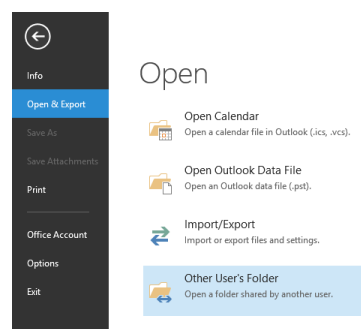 Info
Open & Export
Save As
Save Attachments
Print
Office Account
Options
Exit
Open
Open Calendar
Open a calendar file in Outlook (.ics, .vcs).
Open Outlook Data File
Open an Outlook data file (.pst).
Import/Export
Import or export files and settings.
Other User's Folder
Open a folder shared by another user.